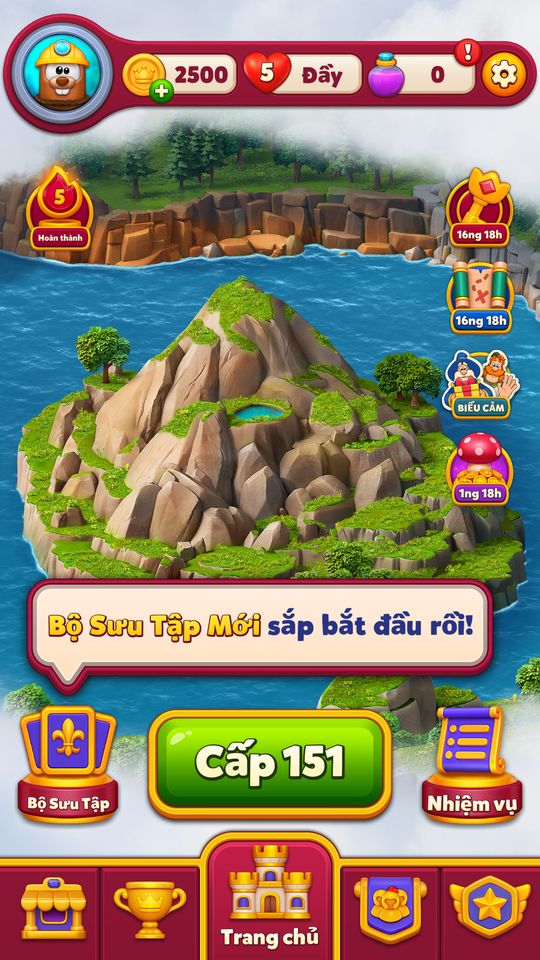 2500
5
Đầy
0
!
5
Hoàn thành
16ng 18h
16ng 18h
BIỂU CẢM
1ng 18h
Bộ Sưu Tập Mới sắp bắt đầu rồi!
Bộ Sưu Tập
Cấp 151
Nhiệm vụ
Trang chủ